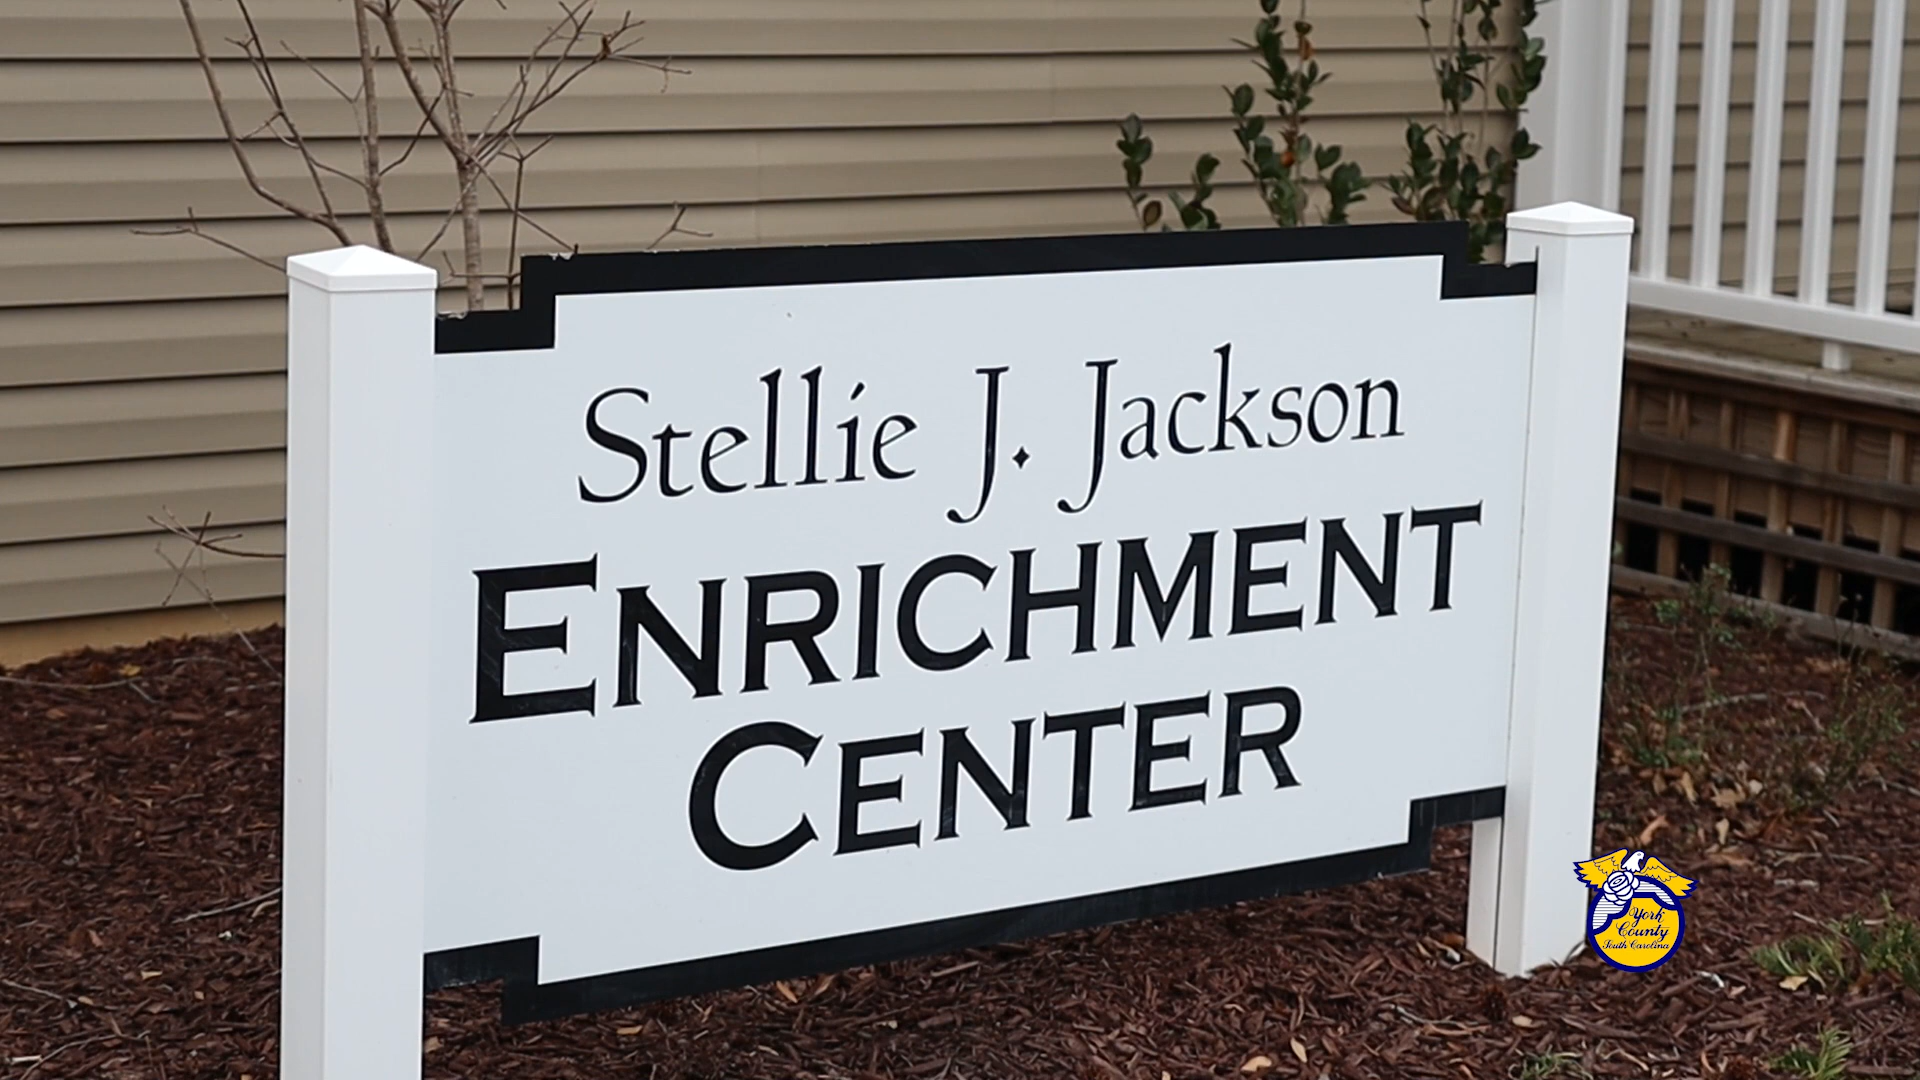 Stellie J. Jackson
ENRICHMENT
CENTER
York
County
South Carolina